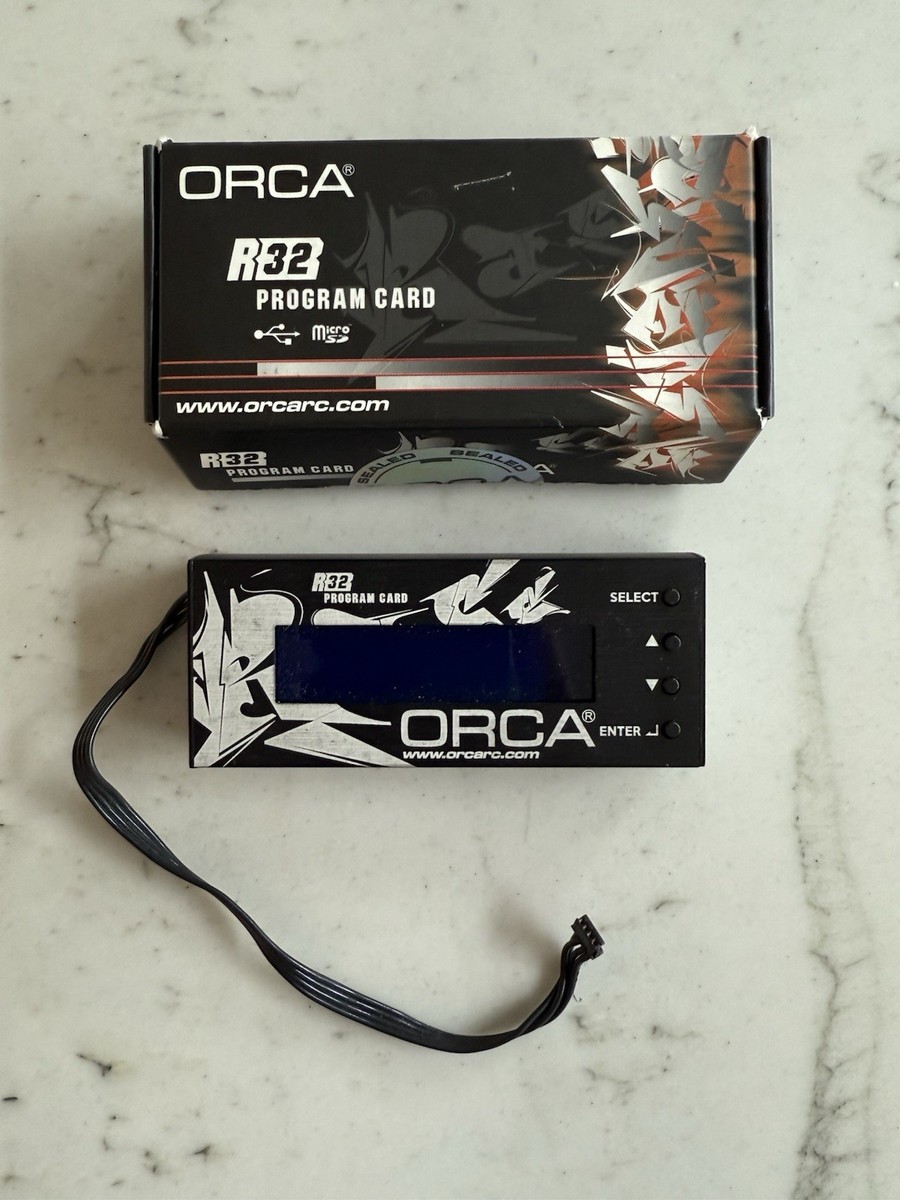 ORCA®
R32
PROGRAM CARD
micro
SD
www.orcarc.com
R32
PROGRAM CARD
SEALED SEALED
R32
PROGRAM CARD
SELECT
▲
▼
ENTER
ORCA®
www.orcarc.com